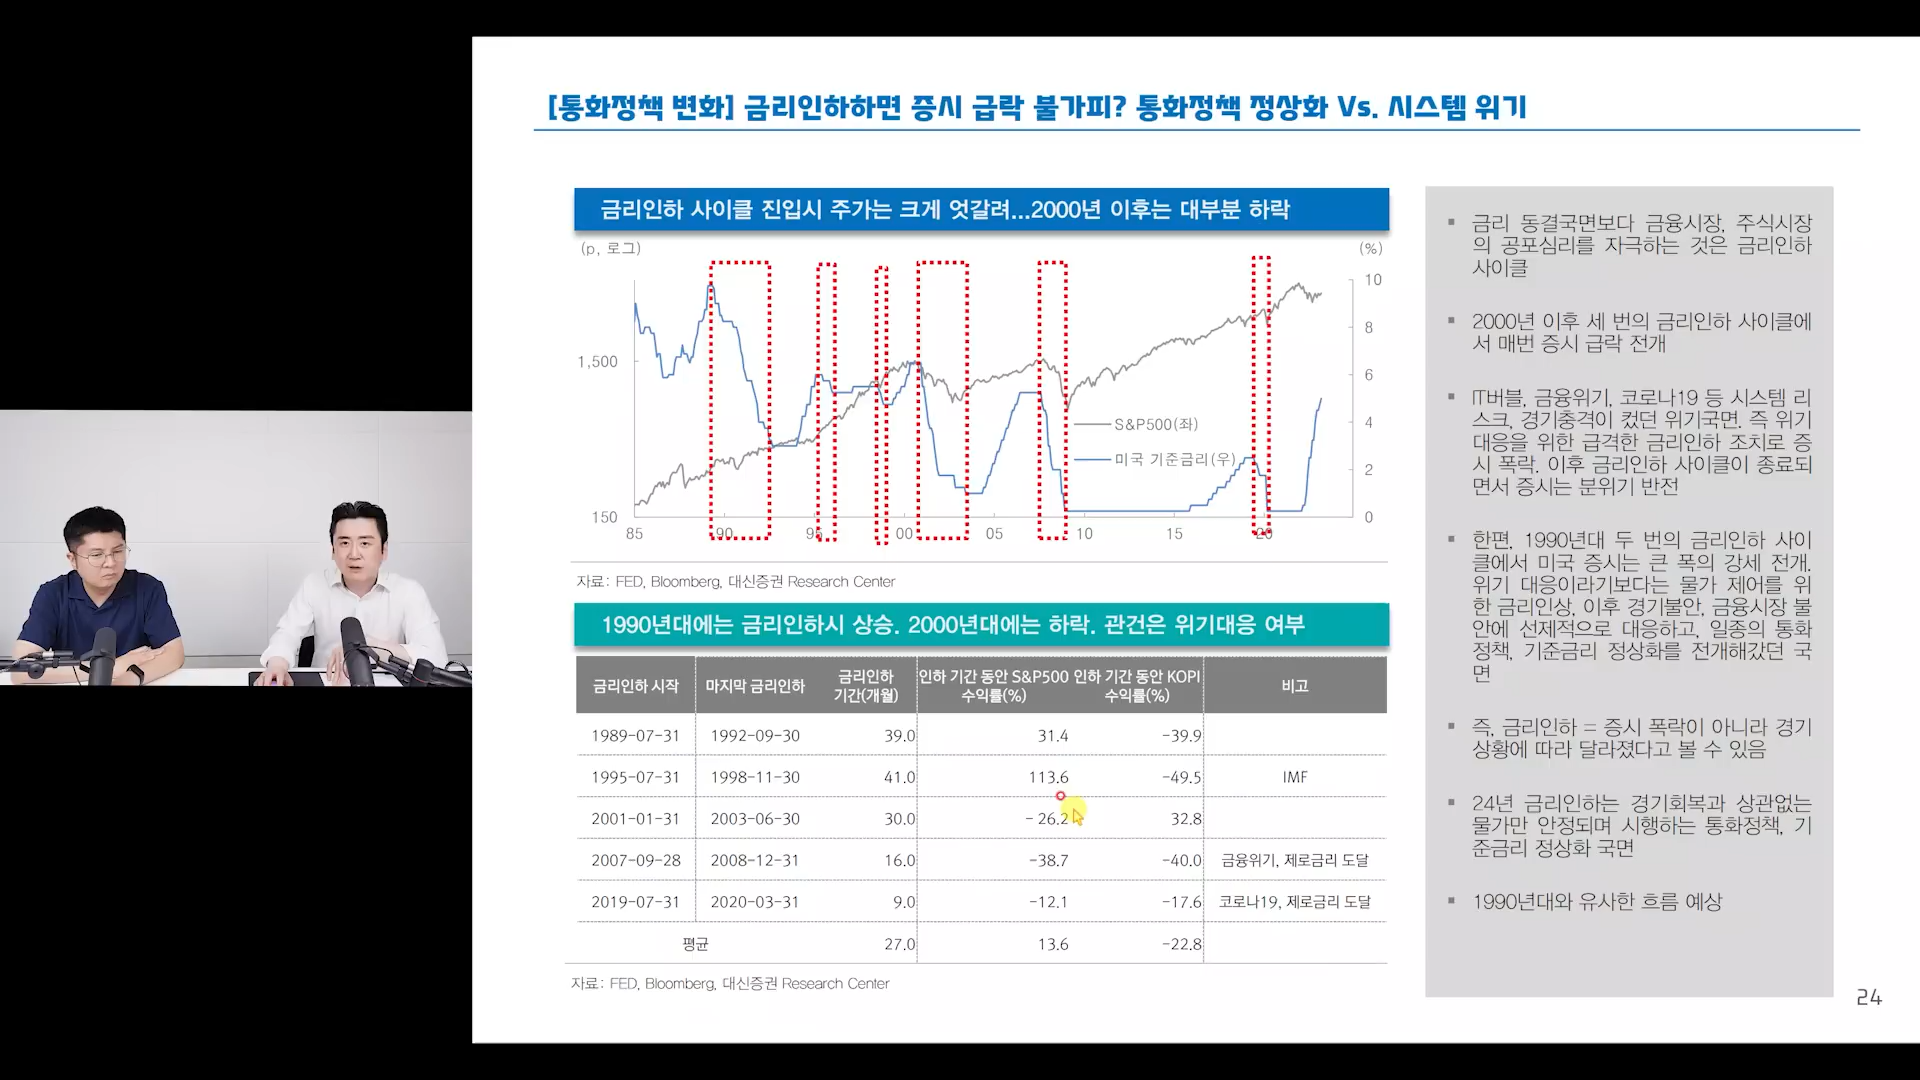 [통화정책 변화] 금리인하하면 증시 급락 불가피? 통화정책 정상화 Vs. 시스템 위기
금리인하 사이클 진입시 주가는 크게 엇갈려...2000년 이후는 대부분 하락
(p, 로그)
(%)
10
8
1,500
6
S&P500(좌)
4
미국 기준금리(우)
2
150
0
85
90
95
00
05
10
15
20
자료: FED, Bloomberg, 대신증권 Research Center
1990년대에는 금리인하시 상승. 2000년대에는 하락. 관건은 위기대응 여부
금리인하 시작
마지막 금리인하
금리인하
기간(개월)
인하 기간 동안 S&P500
수익률(%)
인하 기간 동안 KOPI
수익률(%)
비고
1989-07-31 1992-09-30 39.0 31.4 -39.9
1995-07-31 1998-11-30 41.0 113.6 -49.5 IMF
2001-01-31 2003-06-30 30.0 - 26.2 32.8
2007-09-28 2008-12-31 16.0 -38.7 -40.0 금융위기, 제로금리 도달
2019-07-31 2020-03-31 9.0 -12.1 -17.6 코로나19, 제로금리 도달
평균 27.0 13.6 -22.8
자료: FED, Bloomberg, 대신증권 Research Center
▪ 금리 동결국면보다 금융시장, 주식시장
의 공포심리를 자극하는 것은 금리인하
사이클
▪ 2000년 이후 세 번의 금리인하 사이클에
서 매번 증시 급락 전개
▪ IT버블, 금융위기, 코로나19 등 시스템 리
스크, 경기충격이 컸던 위기국면. 즉 위기
대응을 위한 급격한 금리인하 조치로 증
시 폭락. 이후 금리인하 사이클이 종료되
면서 증시는 분위기 반전
▪ 한편, 1990년대 두 번의 금리인하 사이
클에서 미국 증시는 큰 폭의 강세 전개.
위기 대응이라기보다는 물가 제어를 위
한 금리인상, 이후 경기불안, 금융시장 불
안에 선제적으로 대응하고, 일종의 통화
정책, 기준금리 정상화를 전개해갔던 국
면
▪ 즉, 금리인하 = 증시 폭락이 아니라 경기
상황에 따라 달라졌다고 볼 수 있음
▪ 24년 금리인하는 경기회복과 상관없는
물가만 안정되며 시행하는 통화정책, 기
준금리 정상화 국면
▪ 1990년대와 유사한 흐름 예상
24